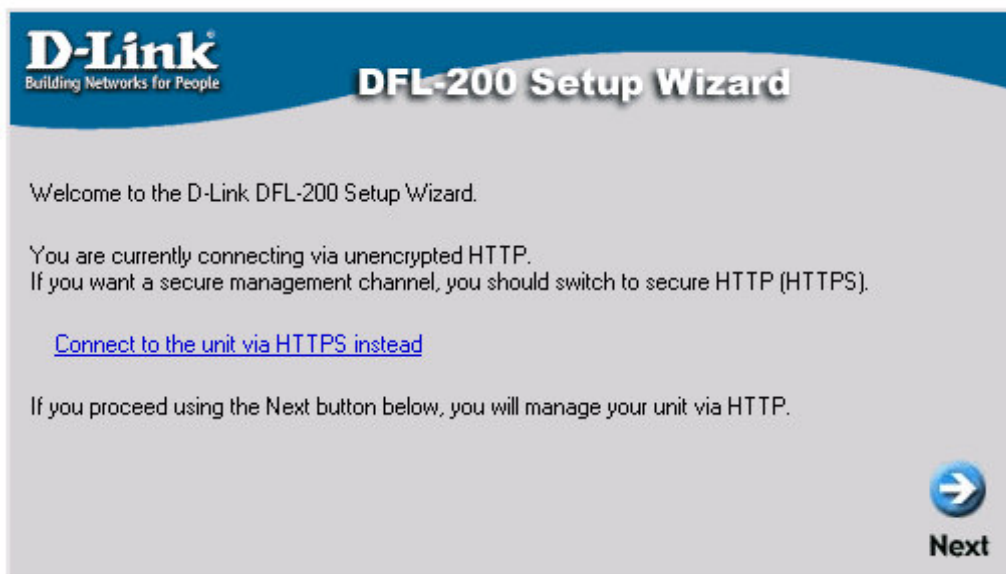 D-Link
Building Networks for People
DFL-200 Setup Wizard
Welcome to the D-Link DFL-200 Setup Wizard.
You are currently connecting via unencrypted HTTP.
If you want a secure management channel, you should switch to secure HTTP (HTTPS).
Connect to the unit via HTTPS instead
If you proceed using the Next button below, you will manage your unit via HTTP.
Next